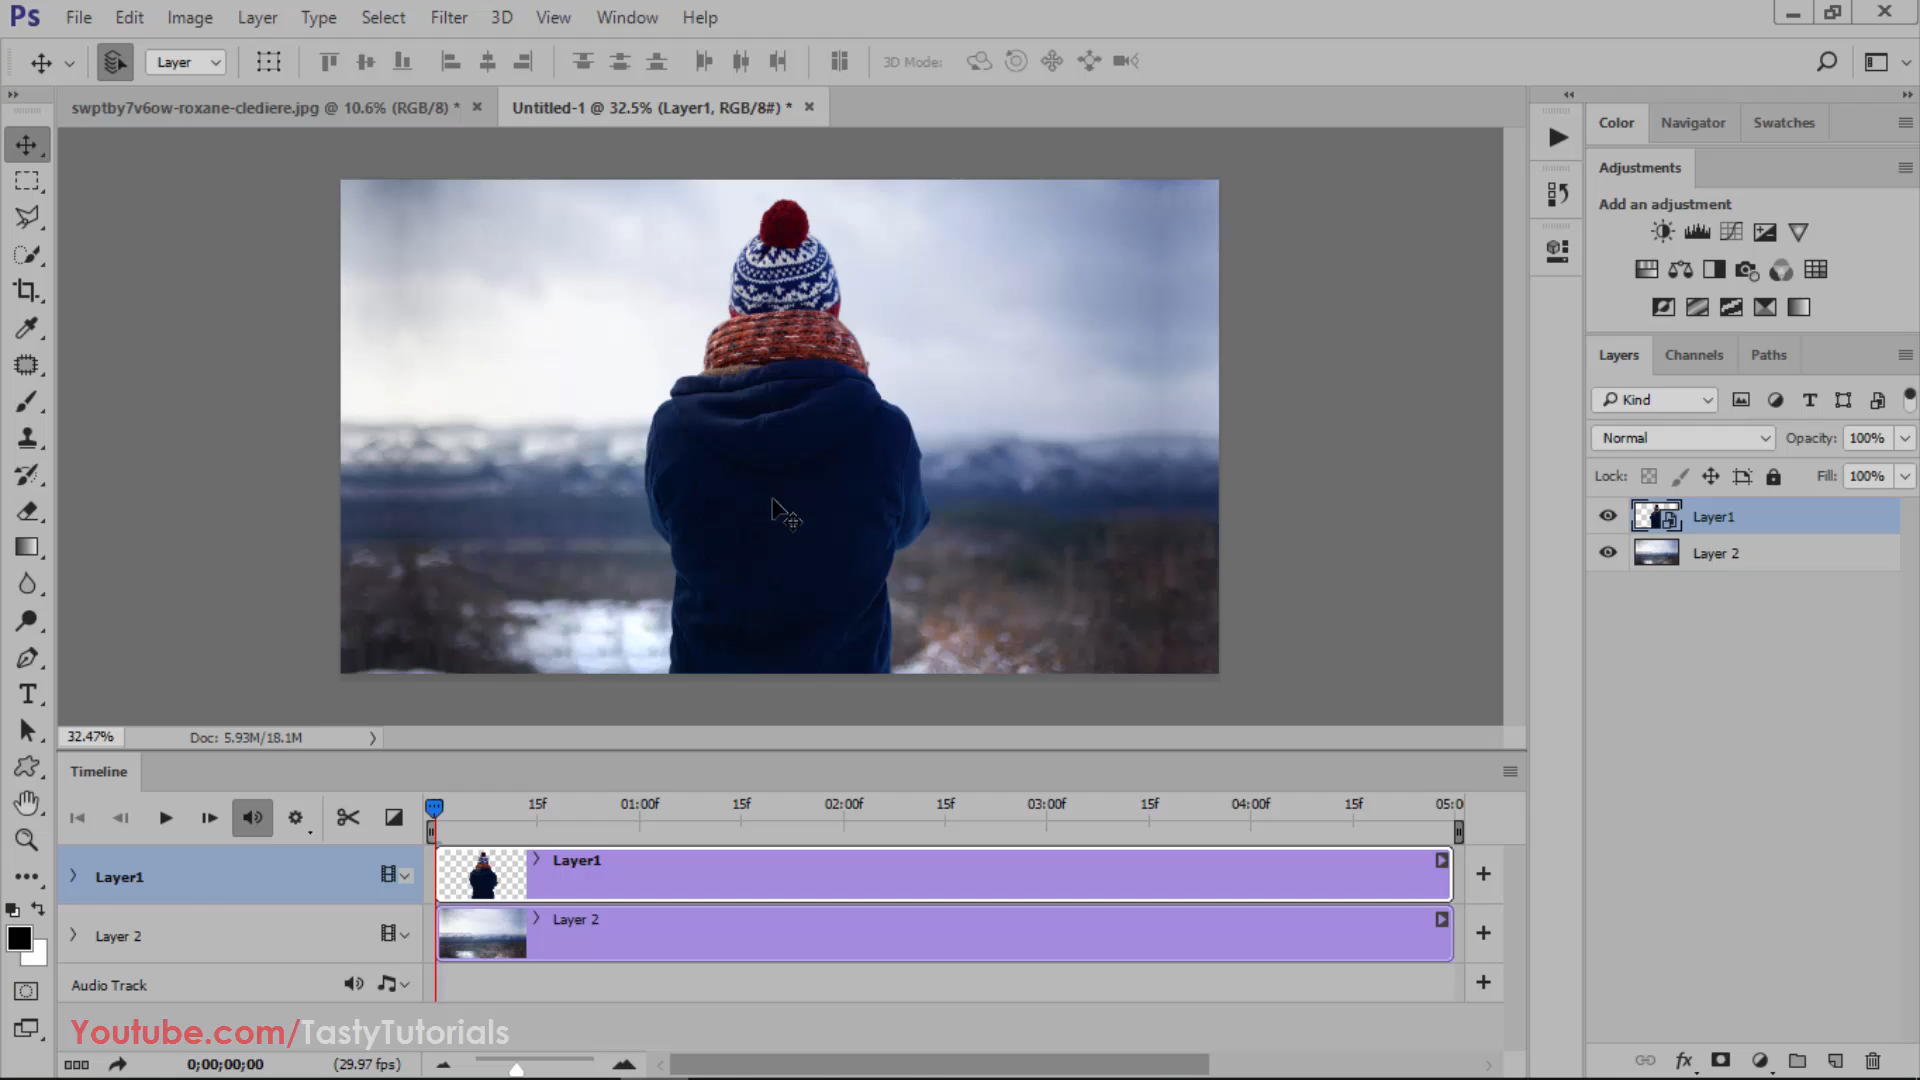 Ps File Edit Image Layer Type Select Filter 3D View Window Help
Layer 3D Mode:
swptby7v6ow-roxane-clediere.jpg @ 10.6% (RGB/8) * Untitled-1 @ 32.5% (Layer1, RGB/8#) *
Color Navigator Swatches
Adjustments
Add an adjustment
Layers Channels Paths
Kind
Normal Opacity: 100%
Lock: Fill: 100%
Layer1
Layer 2
32.47% Doc: 5.93M/18.1M
Timeline
15f 01:00f 15f 02:00f 15f 03:00f 15f 04:00f 15f 05:0
Layer1 Layer1
Layer 2 Layer 2
Audio Track
Youtube.com/TastyTutorials
0;00;00;00 (29.97 fps)